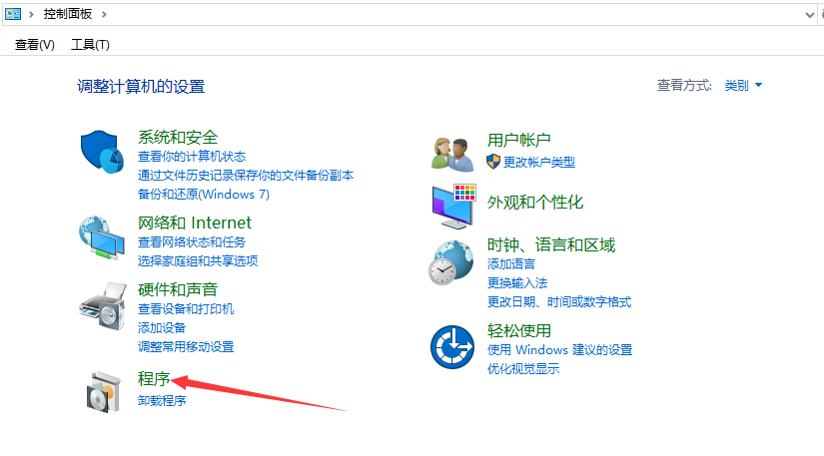 控制面板
查看(V) 工具(T)
调整计算机的设置
查看方式: 类别
系统和安全
查看你的计算机状态
通过文件历史记录保存你的文件备份副本
备份和还原(Windows 7)
网络和 Internet
查看网络状态和任务
选择家庭组和共享选项
硬件和声音
查看设备和打印机
添加设备
调整常用移动设置
程序
卸载程序
用户帐户
更改帐户类型
外观和个性化
时钟、语言和区域
添加语言
更换输入法
更改日期、时间或数字格式
轻松使用
使用 Windows 建议的设置
优化视觉显示